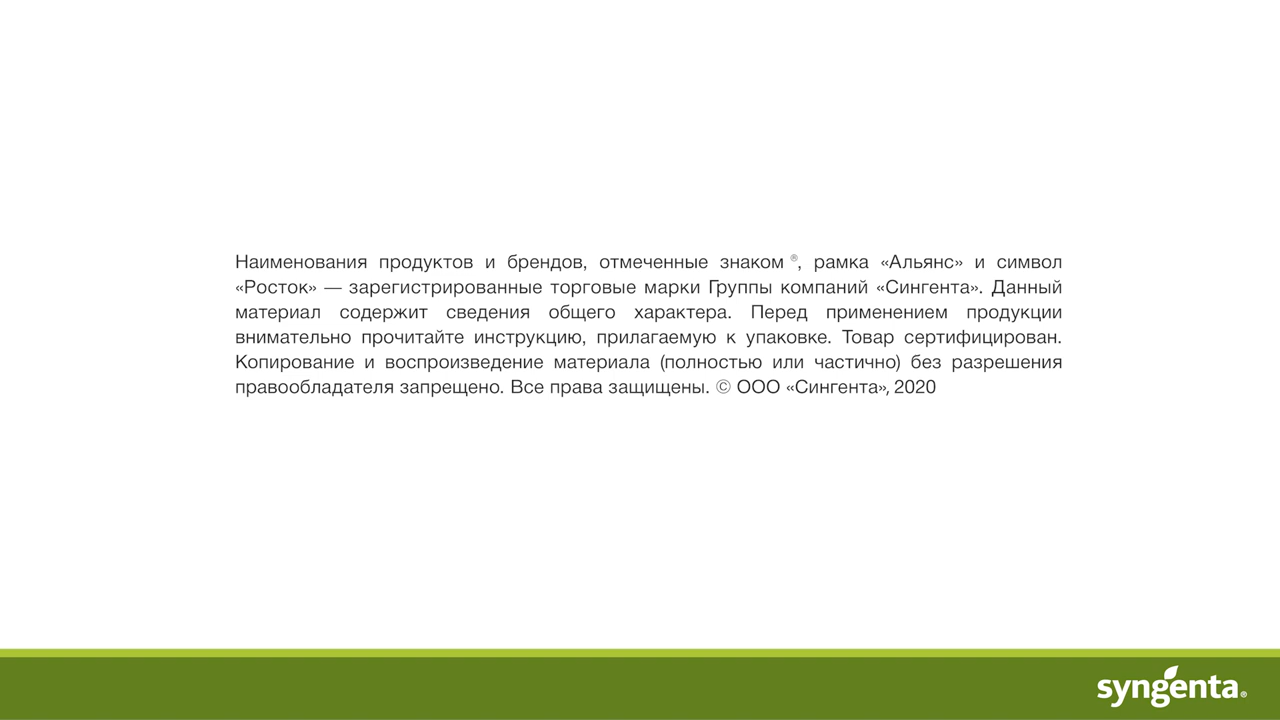 Наименования продуктов и брендов, отмеченные знаком ®, рамка «Альянс» и символ
«Росток» — зарегистрированные торговые марки Группы компаний «Сингента». Данный
материал содержит сведения общего характера. Перед применением продукции
внимательно прочитайте инструкцию, прилагаемую к упаковке. Товар сертифицирован.
Копирование и воспроизведение материала (полностью или частично) без разрешения
правообладателя запрещено. Все права защищены. © ООО «Сингента», 2020
syngenta®